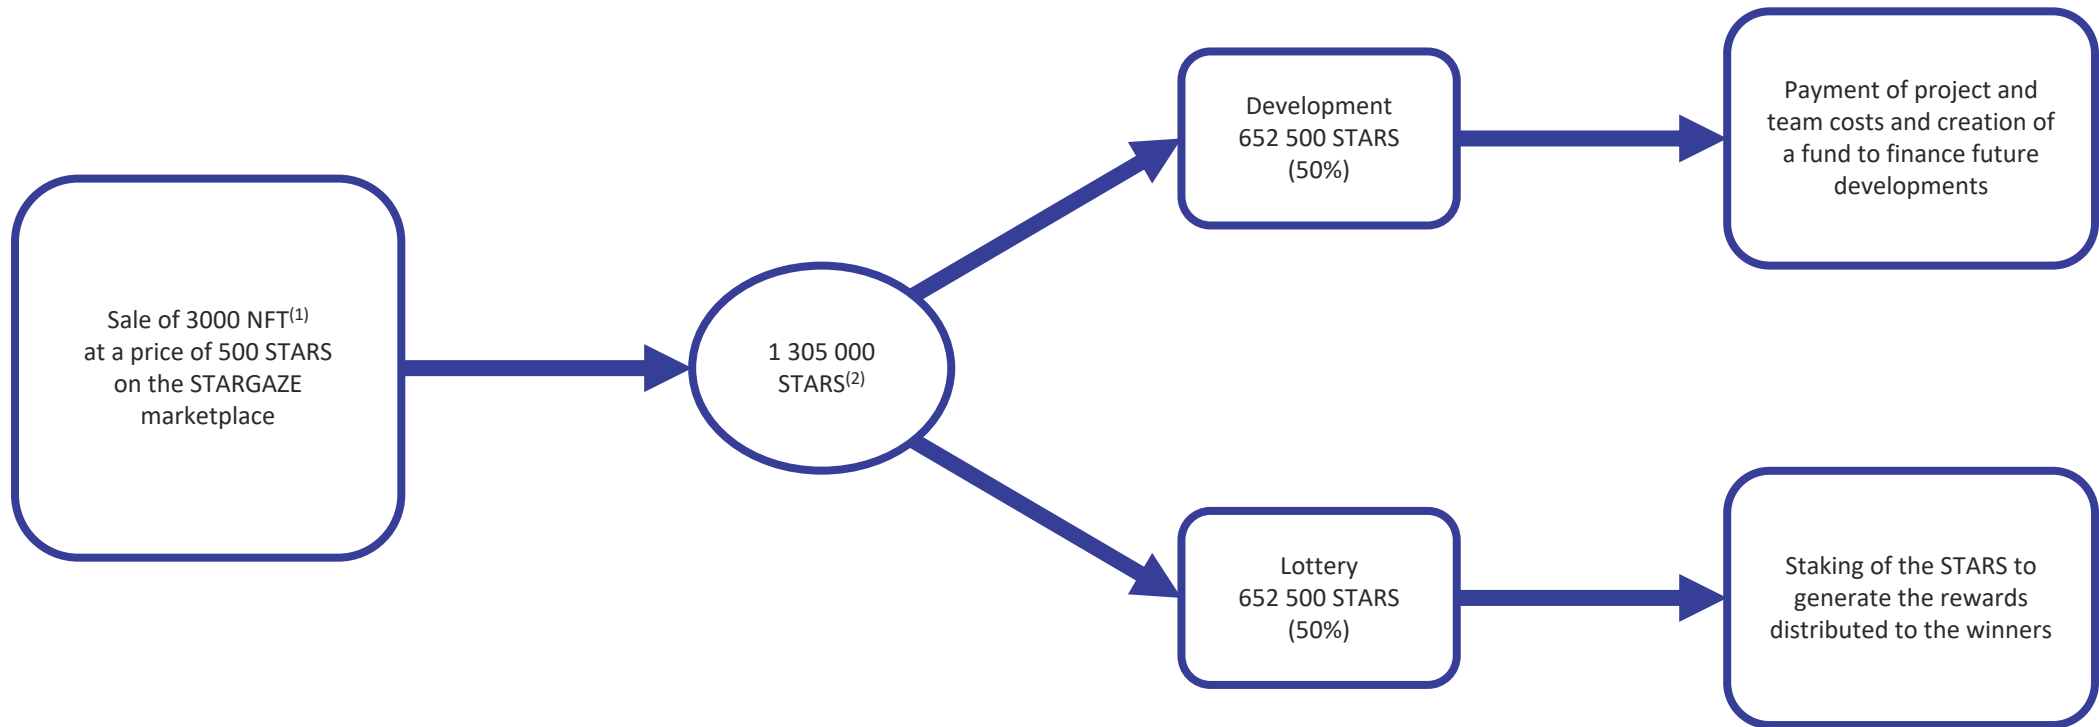 Sale of 3000 NFT(1)
at a price of 500 STARS
on the STARGAZE
marketplace
1 305 000
STARS(2)
Development
652 500 STARS
(50%)
Payment of project and
team costs and creation of
a fund to finance future
developments
Lottery
652 500 STARS
(50%)
Staking of the STARS to
generate the rewards
distributed to the winners